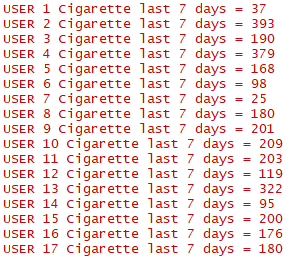 USER 1 Cigarette last 7 days = 37
USER 2 Cigarette last 7 days = 393
USER 3 Cigarette last 7 days = 190
USER 4 Cigarette last 7 days = 379
USER 5 Cigarette last 7 days = 168
USER 6 Cigarette last 7 days = 98
USER 7 Cigarette last 7 days = 25
USER 8 Cigarette last 7 days = 180
USER 9 Cigarette last 7 days = 201
USER 10 Cigarette last 7 days = 209
USER 11 Cigarette last 7 days = 203
USER 12 Cigarette last 7 days = 119
USER 13 Cigarette last 7 days = 322
USER 14 Cigarette last 7 days = 95
USER 15 Cigarette last 7 days = 200
USER 16 Cigarette last 7 days = 176
USER 17 Cigarette last 7 days = 180